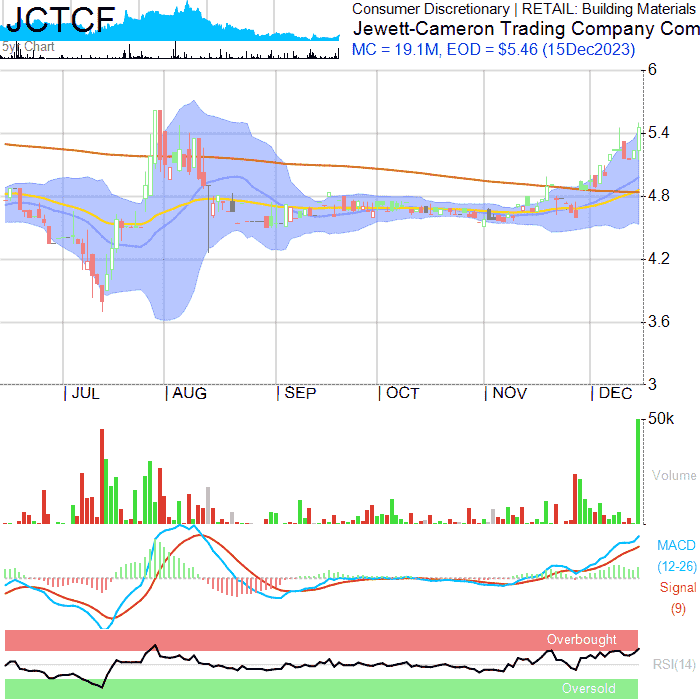 JCTCF
5yr Chart
Consumer Discretionary | RETAIL: Building Materials
Jewett-Cameron Trading Company Com
MC = 19.1M, EOD = $5.46 (15Dec2023)
6
5.4
4.8
4.2
3.6
3
JUL AUG SEP OCT NOV DEC
50k
Volume
MACD
(12-26)
Signal
(9)
Overbought
RSI(14)
Oversold